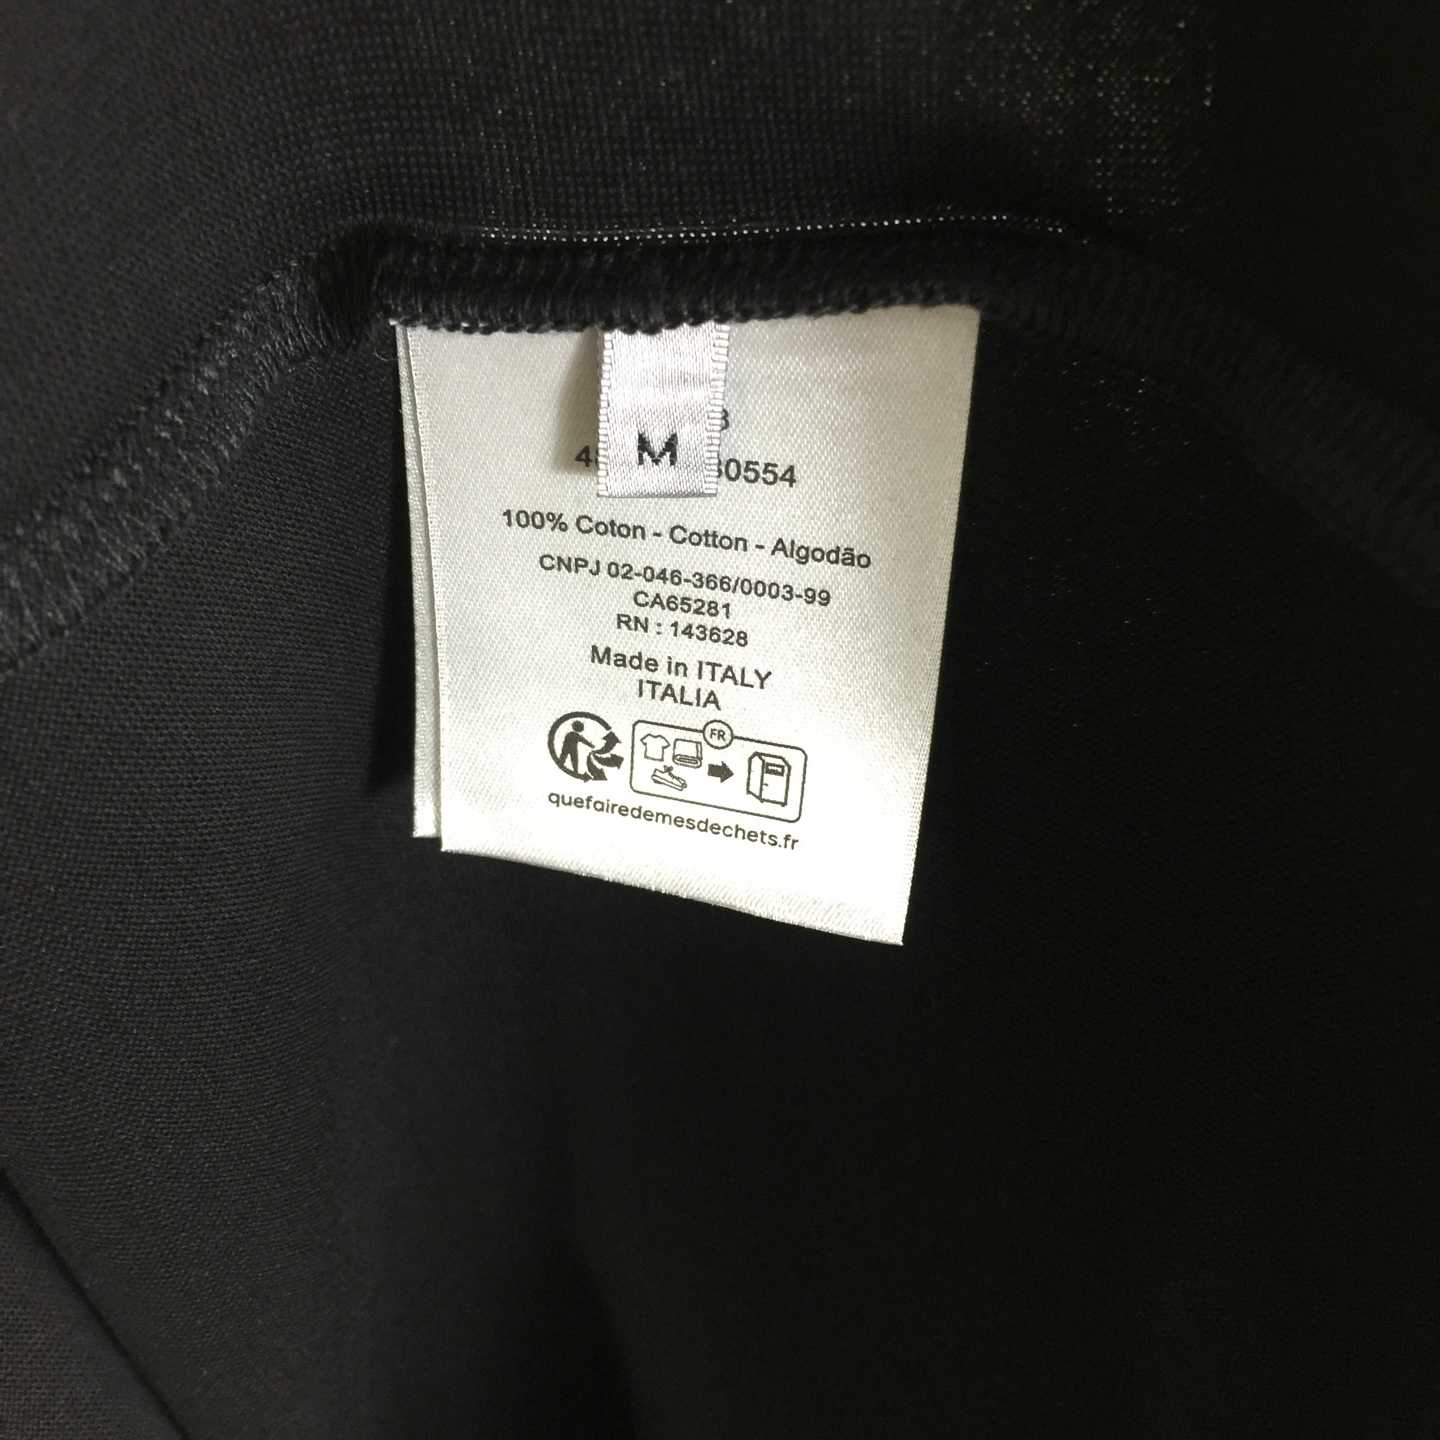 M
100% Coton - Cotton - Algodão
CNPJ 02-046-366/0003-99
CA65281
RN : 143628
Made in ITALY
ITALIA
FR
quefairedemesdechets.fr